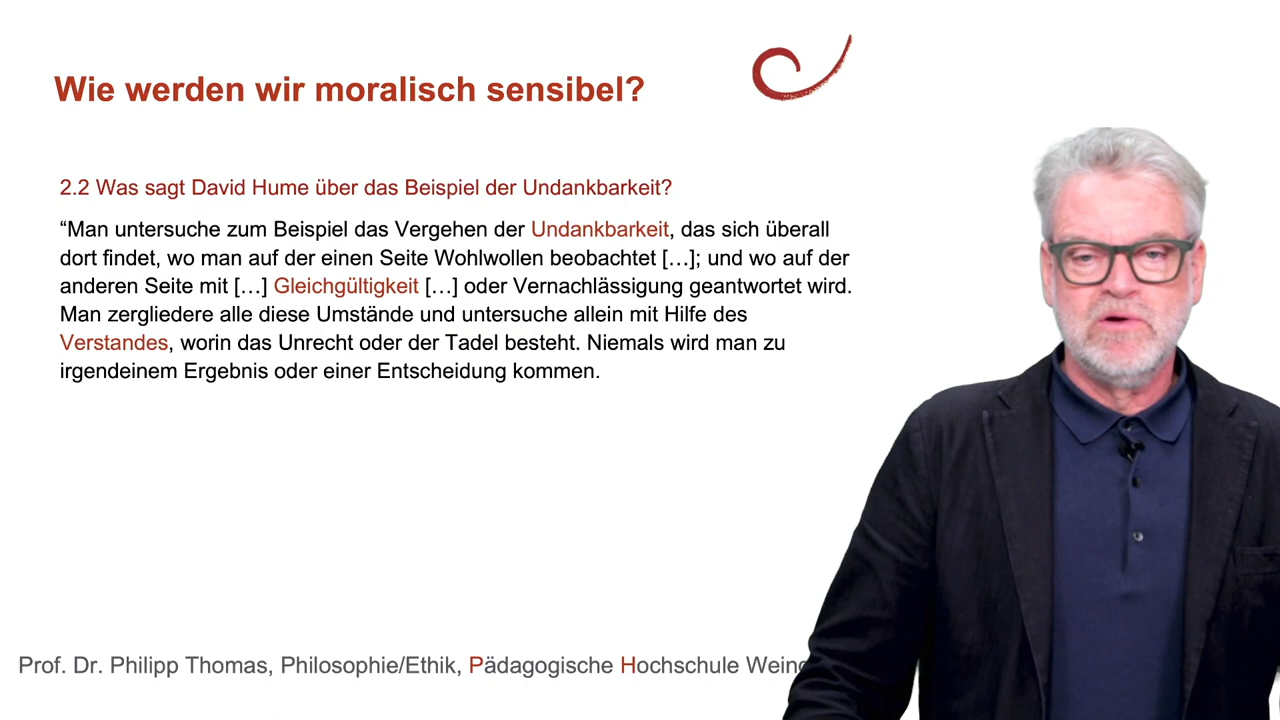 Wie werden wir moralisch sensibel?
2.2 Was sagt David Hume über das Beispiel der Undankbarkeit?
“Man untersuche zum Beispiel das Vergehen der Undankbarkeit, das sich überall
dort findet, wo man auf der einen Seite Wohlwollen beobachtet […]; und wo auf der
anderen Seite mit […] Gleichgültigkeit […] oder Vernachlässigung geantwortet wird.
Man zergliedere alle diese Umstände und untersuche allein mit Hilfe des
Verstandes, worin das Unrecht oder der Tadel besteht. Niemals wird man zu
irgendeinem Ergebnis oder einer Entscheidung kommen.
Prof. Dr. Philipp Thomas, Philosophie/Ethik, Pädagogische Hochschule